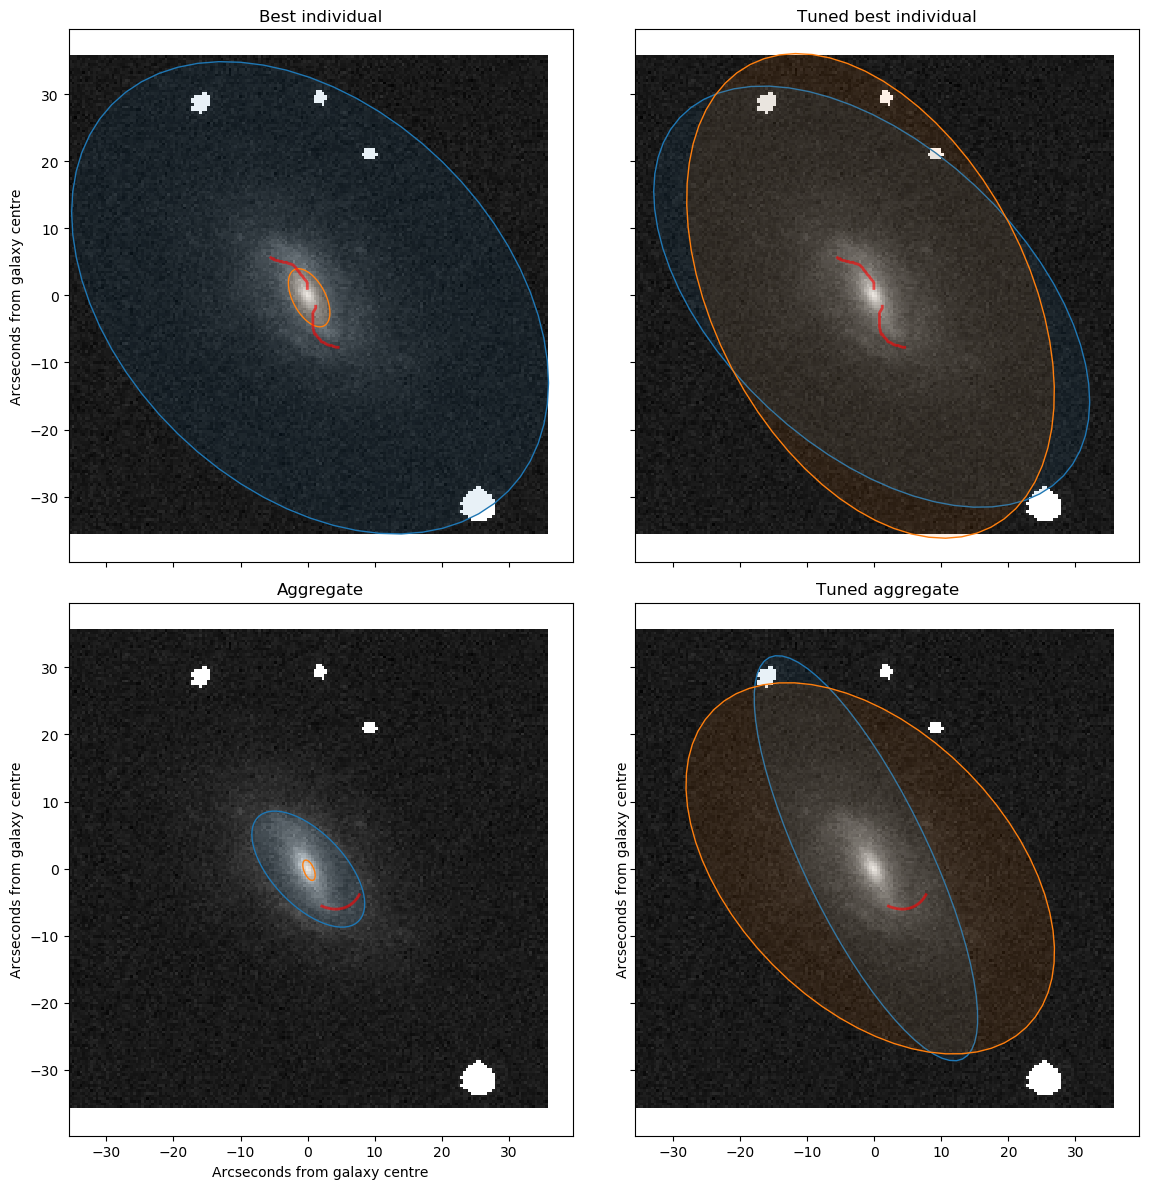 Best individual
Tuned best individual
Arcseconds from galaxy centre
30
20
10
0
−10
−20
−30
Aggregate
Tuned aggregate
Arcseconds from galaxy centre
30
20
10
0
−10
−20
−30
Arcseconds from galaxy centre
−30 −20 −10 0 10 20 30
−30 −20 −10 0 10 20 30
Arcseconds from galaxy centre